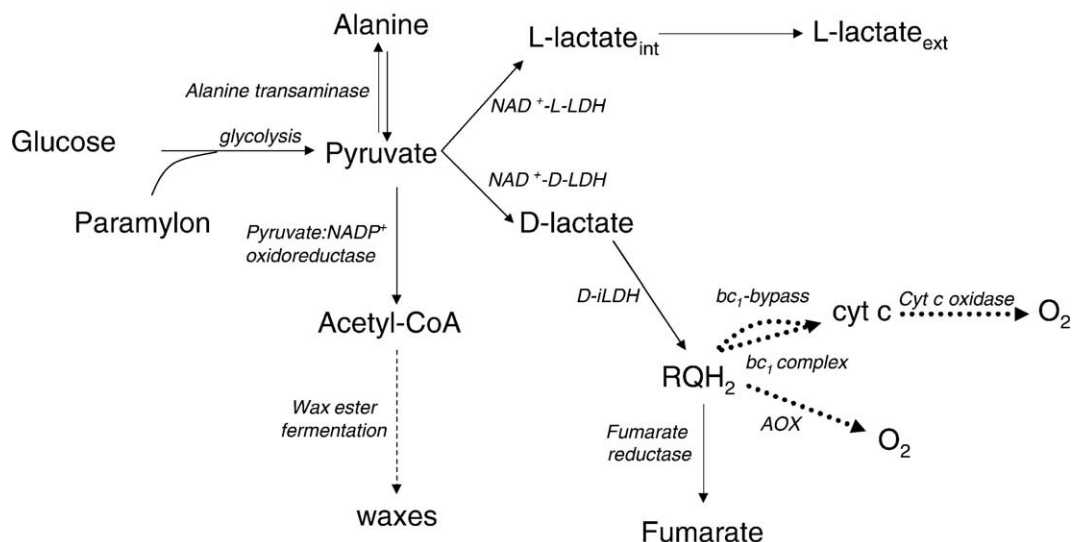 Alanine
L-lactate_int
L-lactate_ext
Alanine transaminase
NAD⁺-L-LDH
Glucose
glycolysis
Pyruvate
NAD⁺-D-LDH
Paramylon
Pyruvate:NADP⁺
oxidoreductase
D-lactate
D-iLDH
bc₁-bypass
cyt c
Cyt c oxidase
O₂
Acetyl-CoA
bc₁ complex
RQH₂
AOX
O₂
Wax ester
fermentation
Fumarate
reductase
waxes
Fumarate